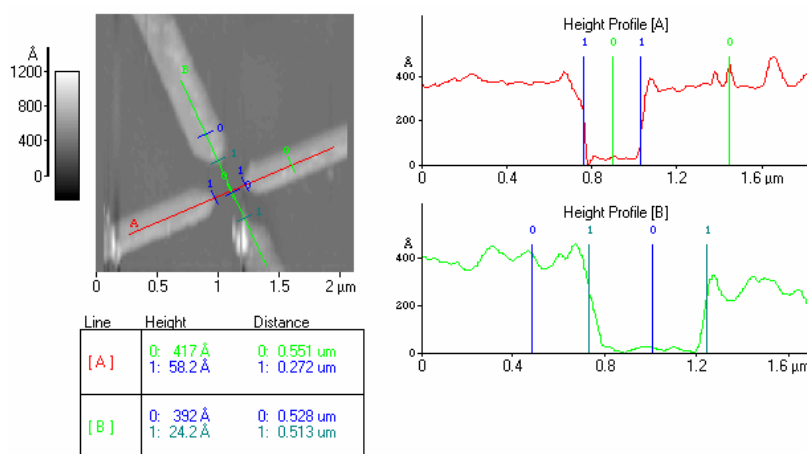 Å
1200
800
400
0
B
0
1
0
1
0
0
1
A
0 0.5 1 1.5 2 µm
Line Height Distance
[A] 0: 417 Å 0: 0.551 um
1: 58.2 Å 1: 0.272 um
[B] 0: 392 Å 0: 0.528 um
1: 24.2 Å 1: 0.513 um
Height Profile [A]
1 0 1 0
Å
400
200
0
0 0.4 0.8 1.2 1.6 µm
Height Profile [B]
0 1 0 1
Å
400
200
0
0 0.4 0.8 1.2 1.6 µm